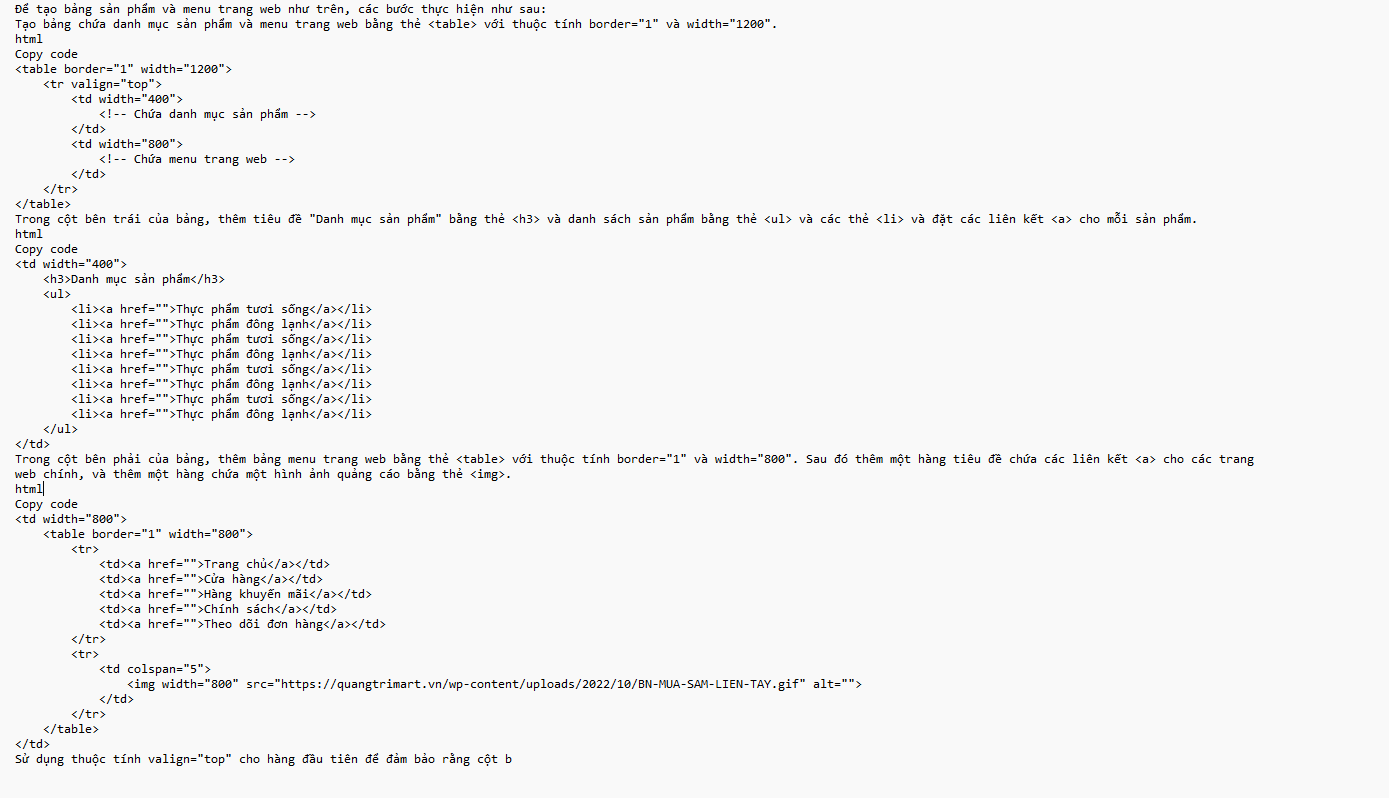 Để tạo bảng sản phẩm và menu trang web như trên, các bước thực hiện như sau:
Tạo bảng chứa danh mục sản phẩm và menu trang web bằng thẻ <table> với thuộc tính border="1" và width="1200".
html
Copy code
<table border="1" width="1200">
    <tr valign="top">
        <td width="400">
            <!-- Chứa danh mục sản phẩm -->
        </td>
        <td width="800">
            <!-- Chứa menu trang web -->
        </td>
    </tr>
</table>
Trong cột bên trái của bảng, thêm tiêu đề "Danh mục sản phẩm" bằng thẻ <h3> và danh sách sản phẩm bằng thẻ <ul> và các thẻ <li> và đặt các liên kết <a> cho mỗi sản phẩm.
html
Copy code
<td width="400">
    <h3>Danh mục sản phẩm</h3>
    <ul>
        <li><a href="">Thực phẩm tươi sống</a></li>
        <li><a href="">Thực phẩm đông lạnh</a></li>
        <li><a href="">Thực phẩm tươi sống</a></li>
        <li><a href="">Thực phẩm đông lạnh</a></li>
        <li><a href="">Thực phẩm tươi sống</a></li>
        <li><a href="">Thực phẩm đông lạnh</a></li>
        <li><a href="">Thực phẩm tươi sống</a></li>
        <li><a href="">Thực phẩm đông lạnh</a></li>
    </ul>
</td>
Trong cột bên phải của bảng, thêm bảng menu trang web bằng thẻ <table> với thuộc tính border="1" và width="800". Sau đó thêm một hàng tiêu đề chứa các liên kết <a> cho các trang
web chính, và thêm một hàng chứa một hình ảnh quảng cáo bằng thẻ <img>.
html
Copy code
<td width="800">
    <table border="1" width="800">
        <tr>
            <td><a href="">Trang chủ</a></td>
            <td><a href="">Cửa hàng</a></td>
            <td><a href="">Hàng khuyến mãi</a></td>
            <td><a href="">Chính sách</a></td>
            <td><a href="">Theo dõi đơn hàng</a></td>
        </tr>
        <tr>
            <td colspan="5">
                <img width="800" src="https://quangtrimart.vn/wp-content/uploads/2022/10/BN-MUA-SAM-LIEN-TAY.gif" alt="">
            </td>
        </tr>
    </table>
</td>
Sử dụng thuộc tính valign="top" cho hàng đầu tiên để đảm bảo rằng cột b